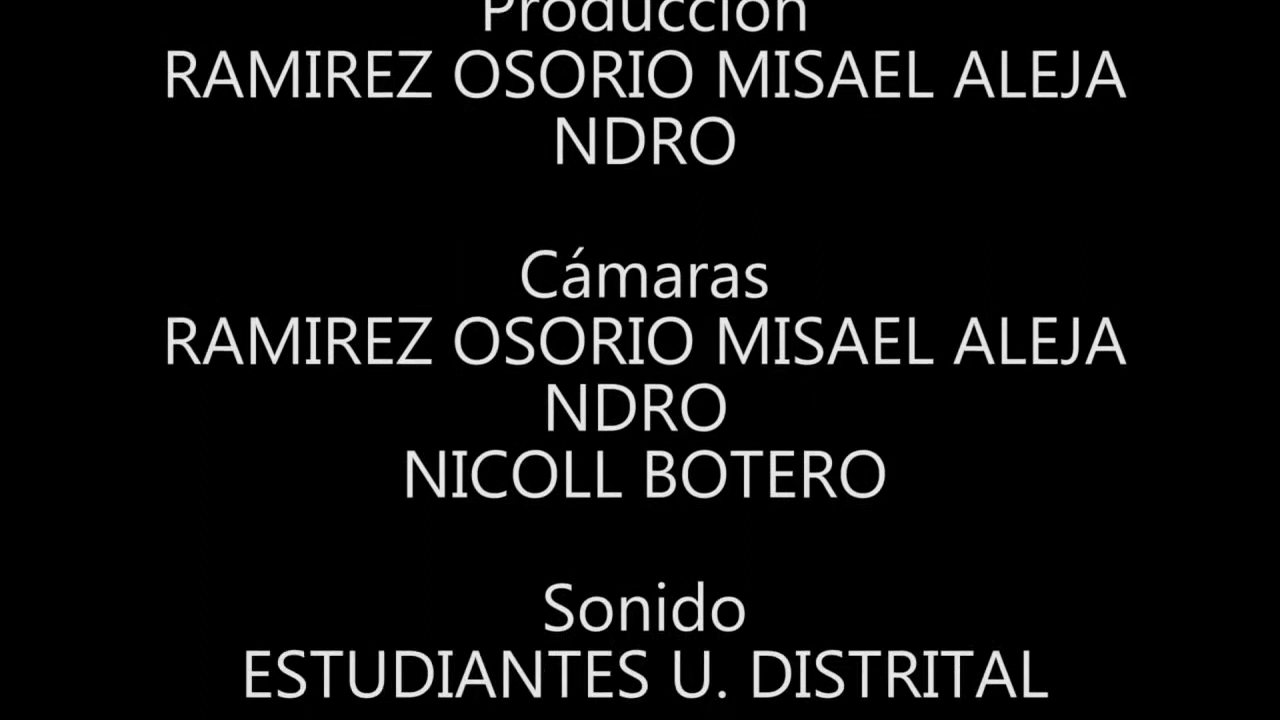 Producción
RAMIREZ OSORIO MISAEL ALEJA
NDRO
Cámaras
RAMIREZ OSORIO MISAEL ALEJA
NDRO
NICOLL BOTERO
Sonido
ESTUDIANTES U. DISTRITAL